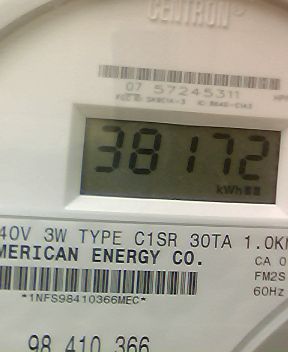 CENTRON
07 57245311
38172
kWh
40V 3W TYPE C1SR 30TA 1.0K
MERICAN ENERGY CO.
CA 0
FM2S
60Hz
*1NFS98410366MEC*
98 410 366